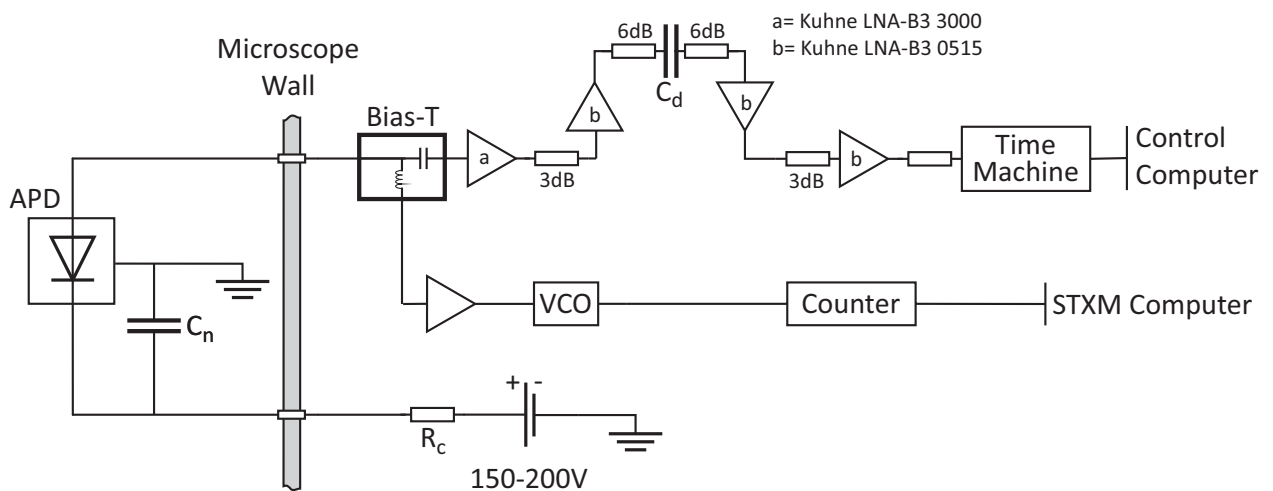 a= Kuhne LNA-B3 3000
b= Kuhne LNA-B3 0515
6dB
6dB
Microscope
Wall
C_d
b
b
Bias-T
a
3dB
3dB
b
Time
Machine
Control
Computer
APD
C_n
VCO
Counter
STXM Computer
+ -
R_c
150-200V